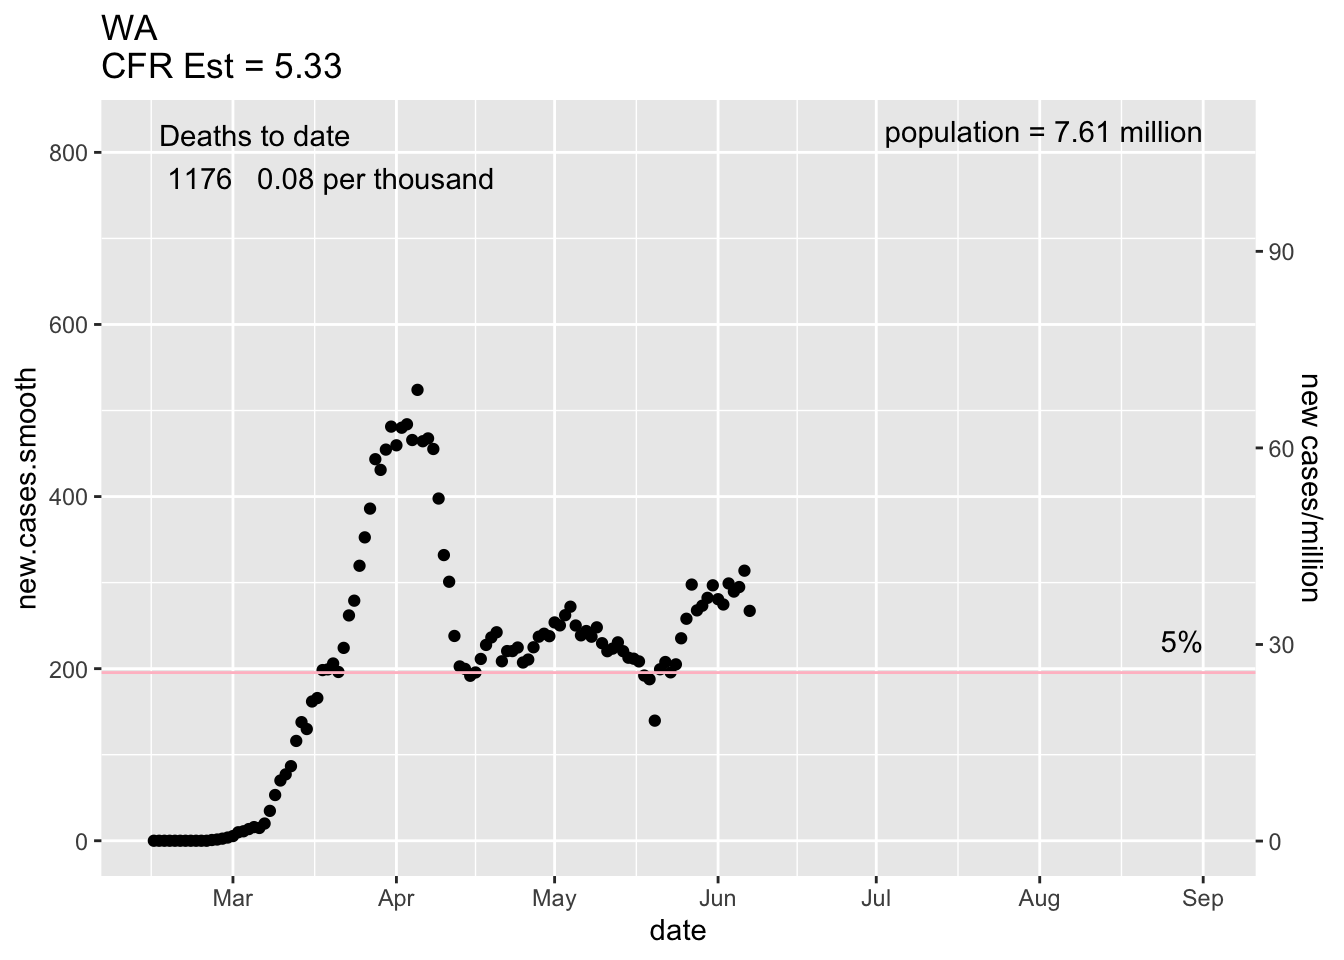 WA
CFR Est = 5.33
Deaths to date
population = 7.61 million
1176   0.08 per thousand
800
600
400
200
0
new.cases.smooth
90
60
30
0
new cases/million
5%
Mar
Apr
May
Jun
Jul
Aug
Sep
date